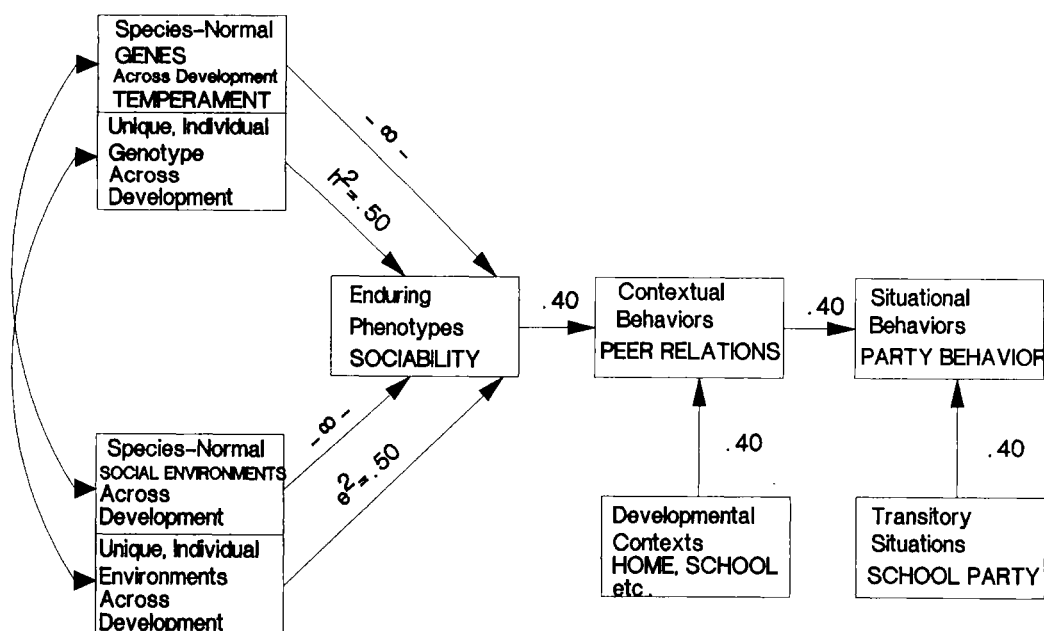 Species-Normal
GENES
Across Development
TEMPERAMENT
Unique, Individual
Genotype
Across
Development
- ∞ -
h²=.50
Enduring
Phenotypes
SOCIABILITY
.40
Contextual
Behaviors
PEER RELATIONS
.40
Situational
Behaviors
PARTY BEHAVIOR
- ∞ -
e²=.50
.40
.40
Species-Normal
SOCIAL ENVIRONMENTS
Across
Development
Unique, Individual
Environments
Across
Development
Developmental
Contexts
HOME, SCHOOL
etc.
Transitory
Situations
SCHOOL PARTY